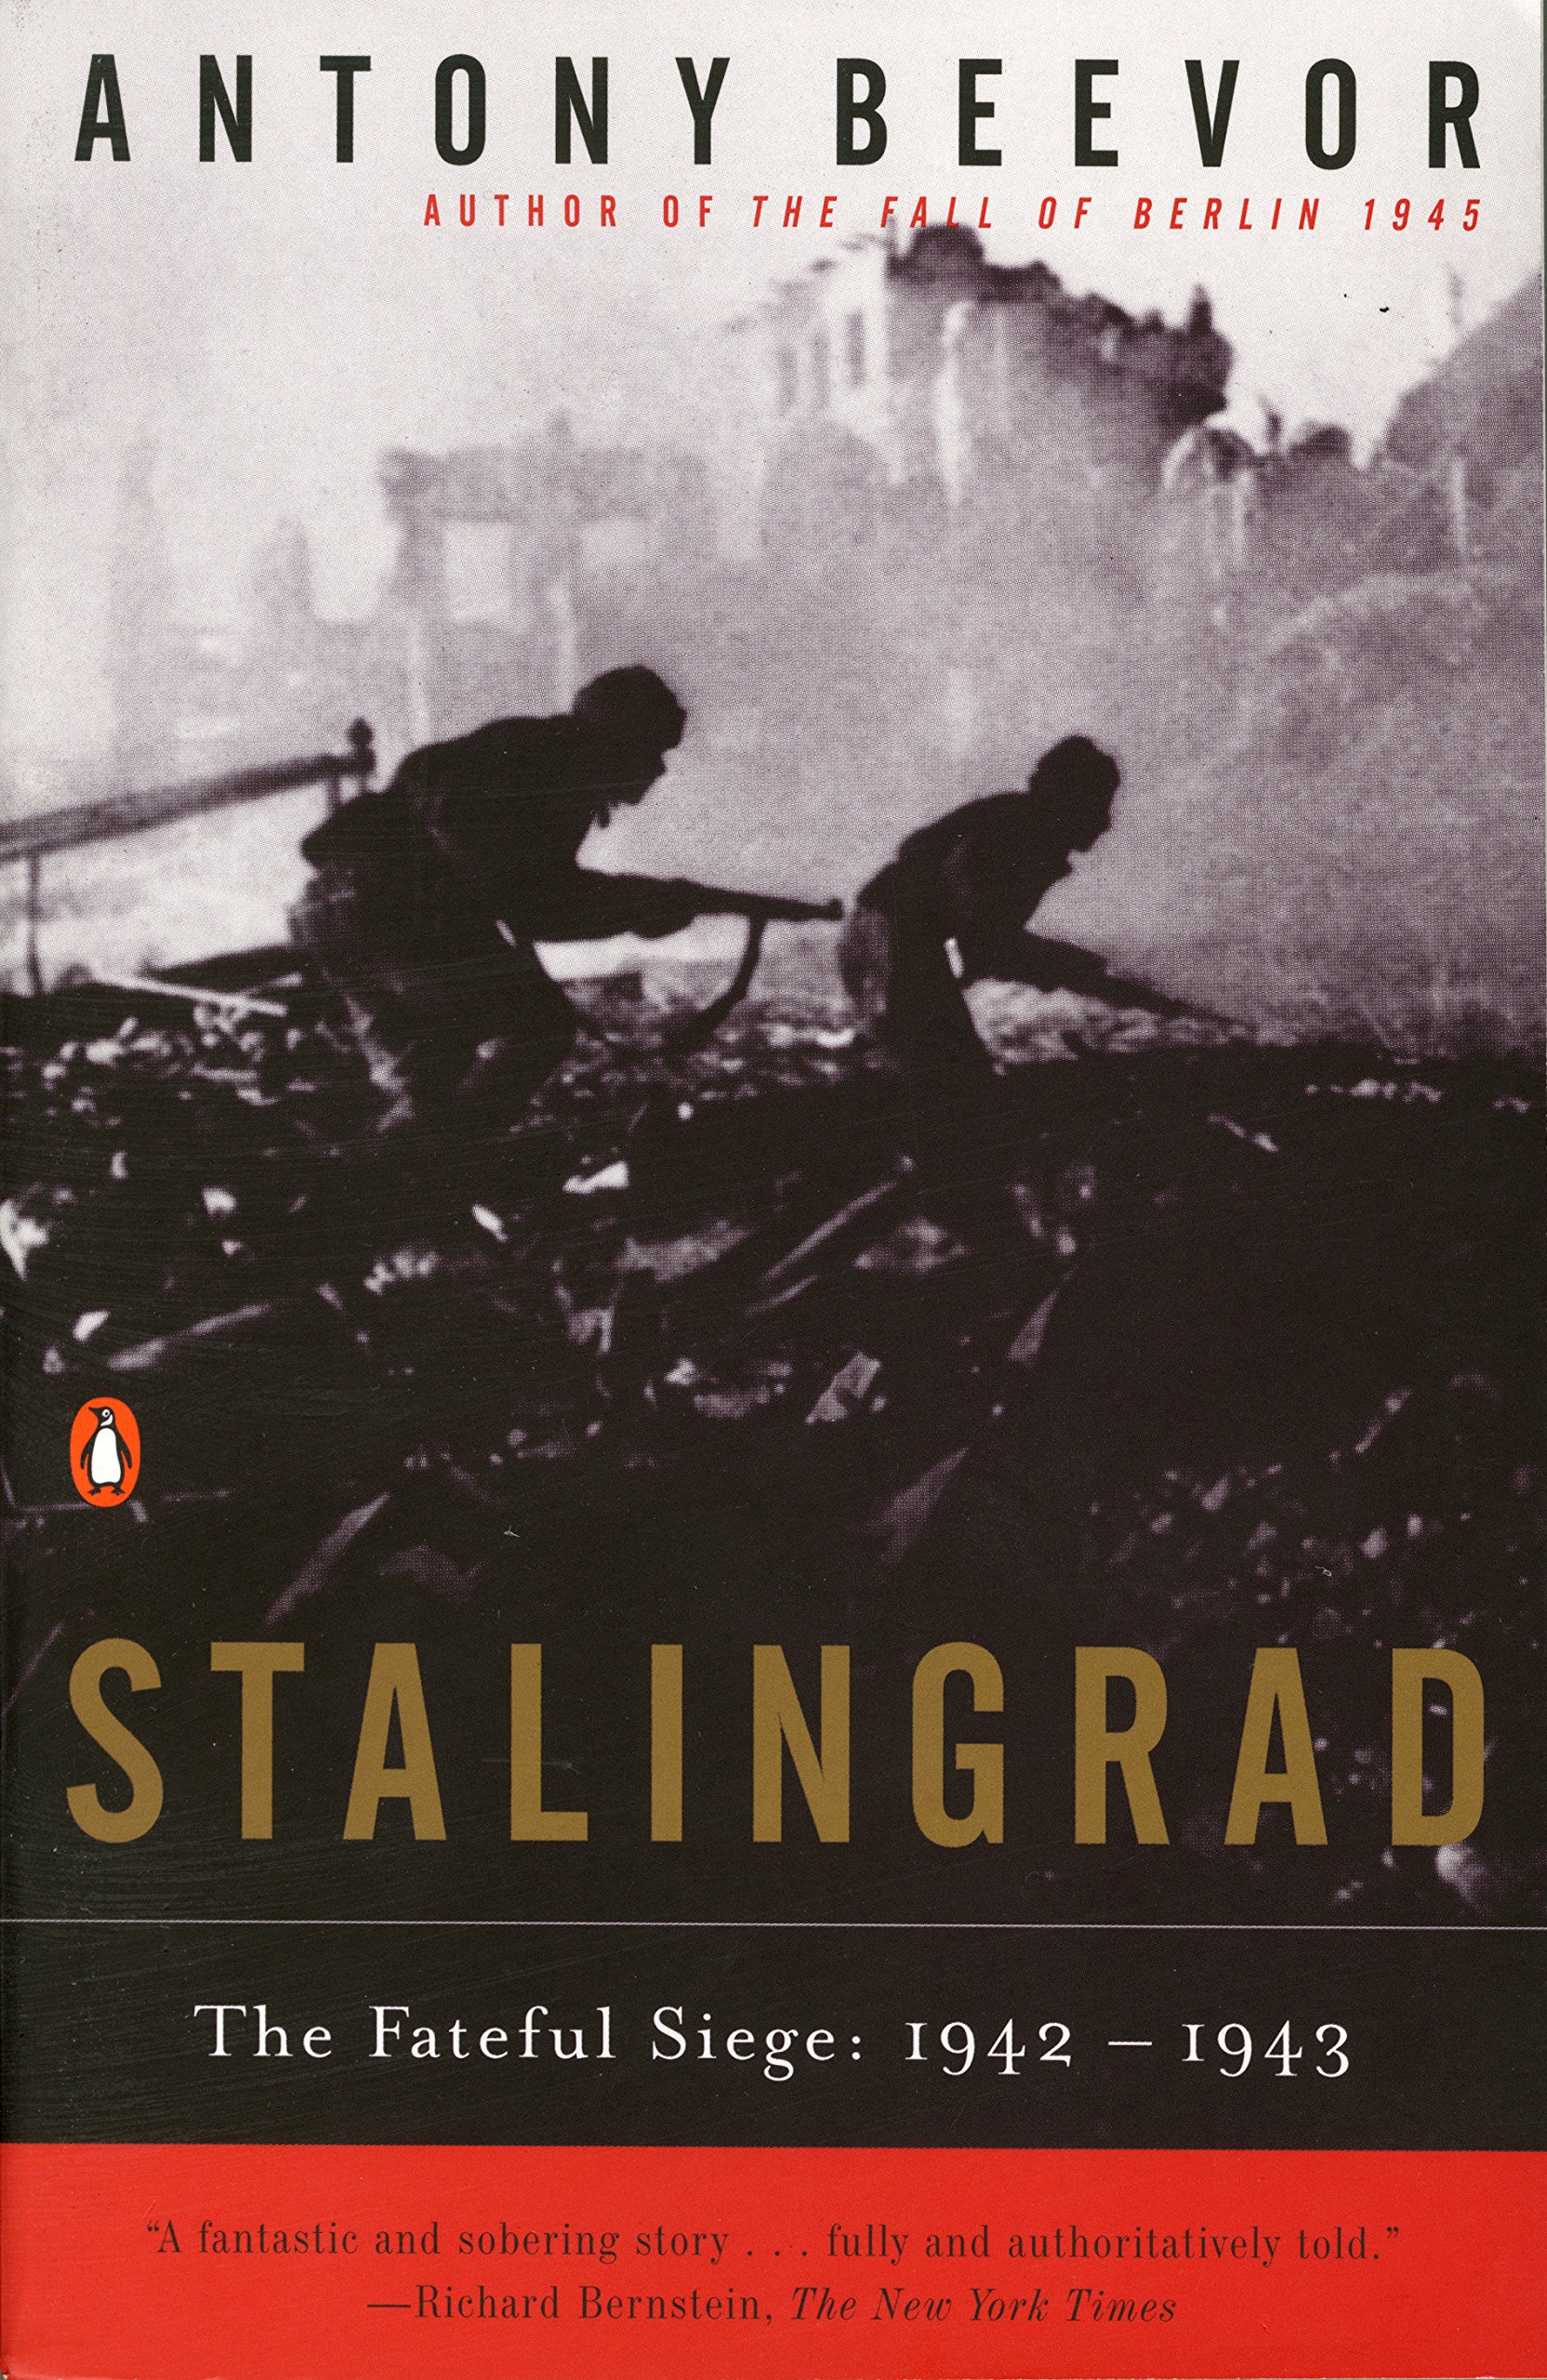 ANTONY BEEVOR
AUTHOR OF THE FALL OF BERLIN 1945
STALINGRAD
The Fateful Siege: 1942 – 1943
“A fantastic and sobering story . . . fully and authoritatively told.”
—Richard Bernstein, The New York Times